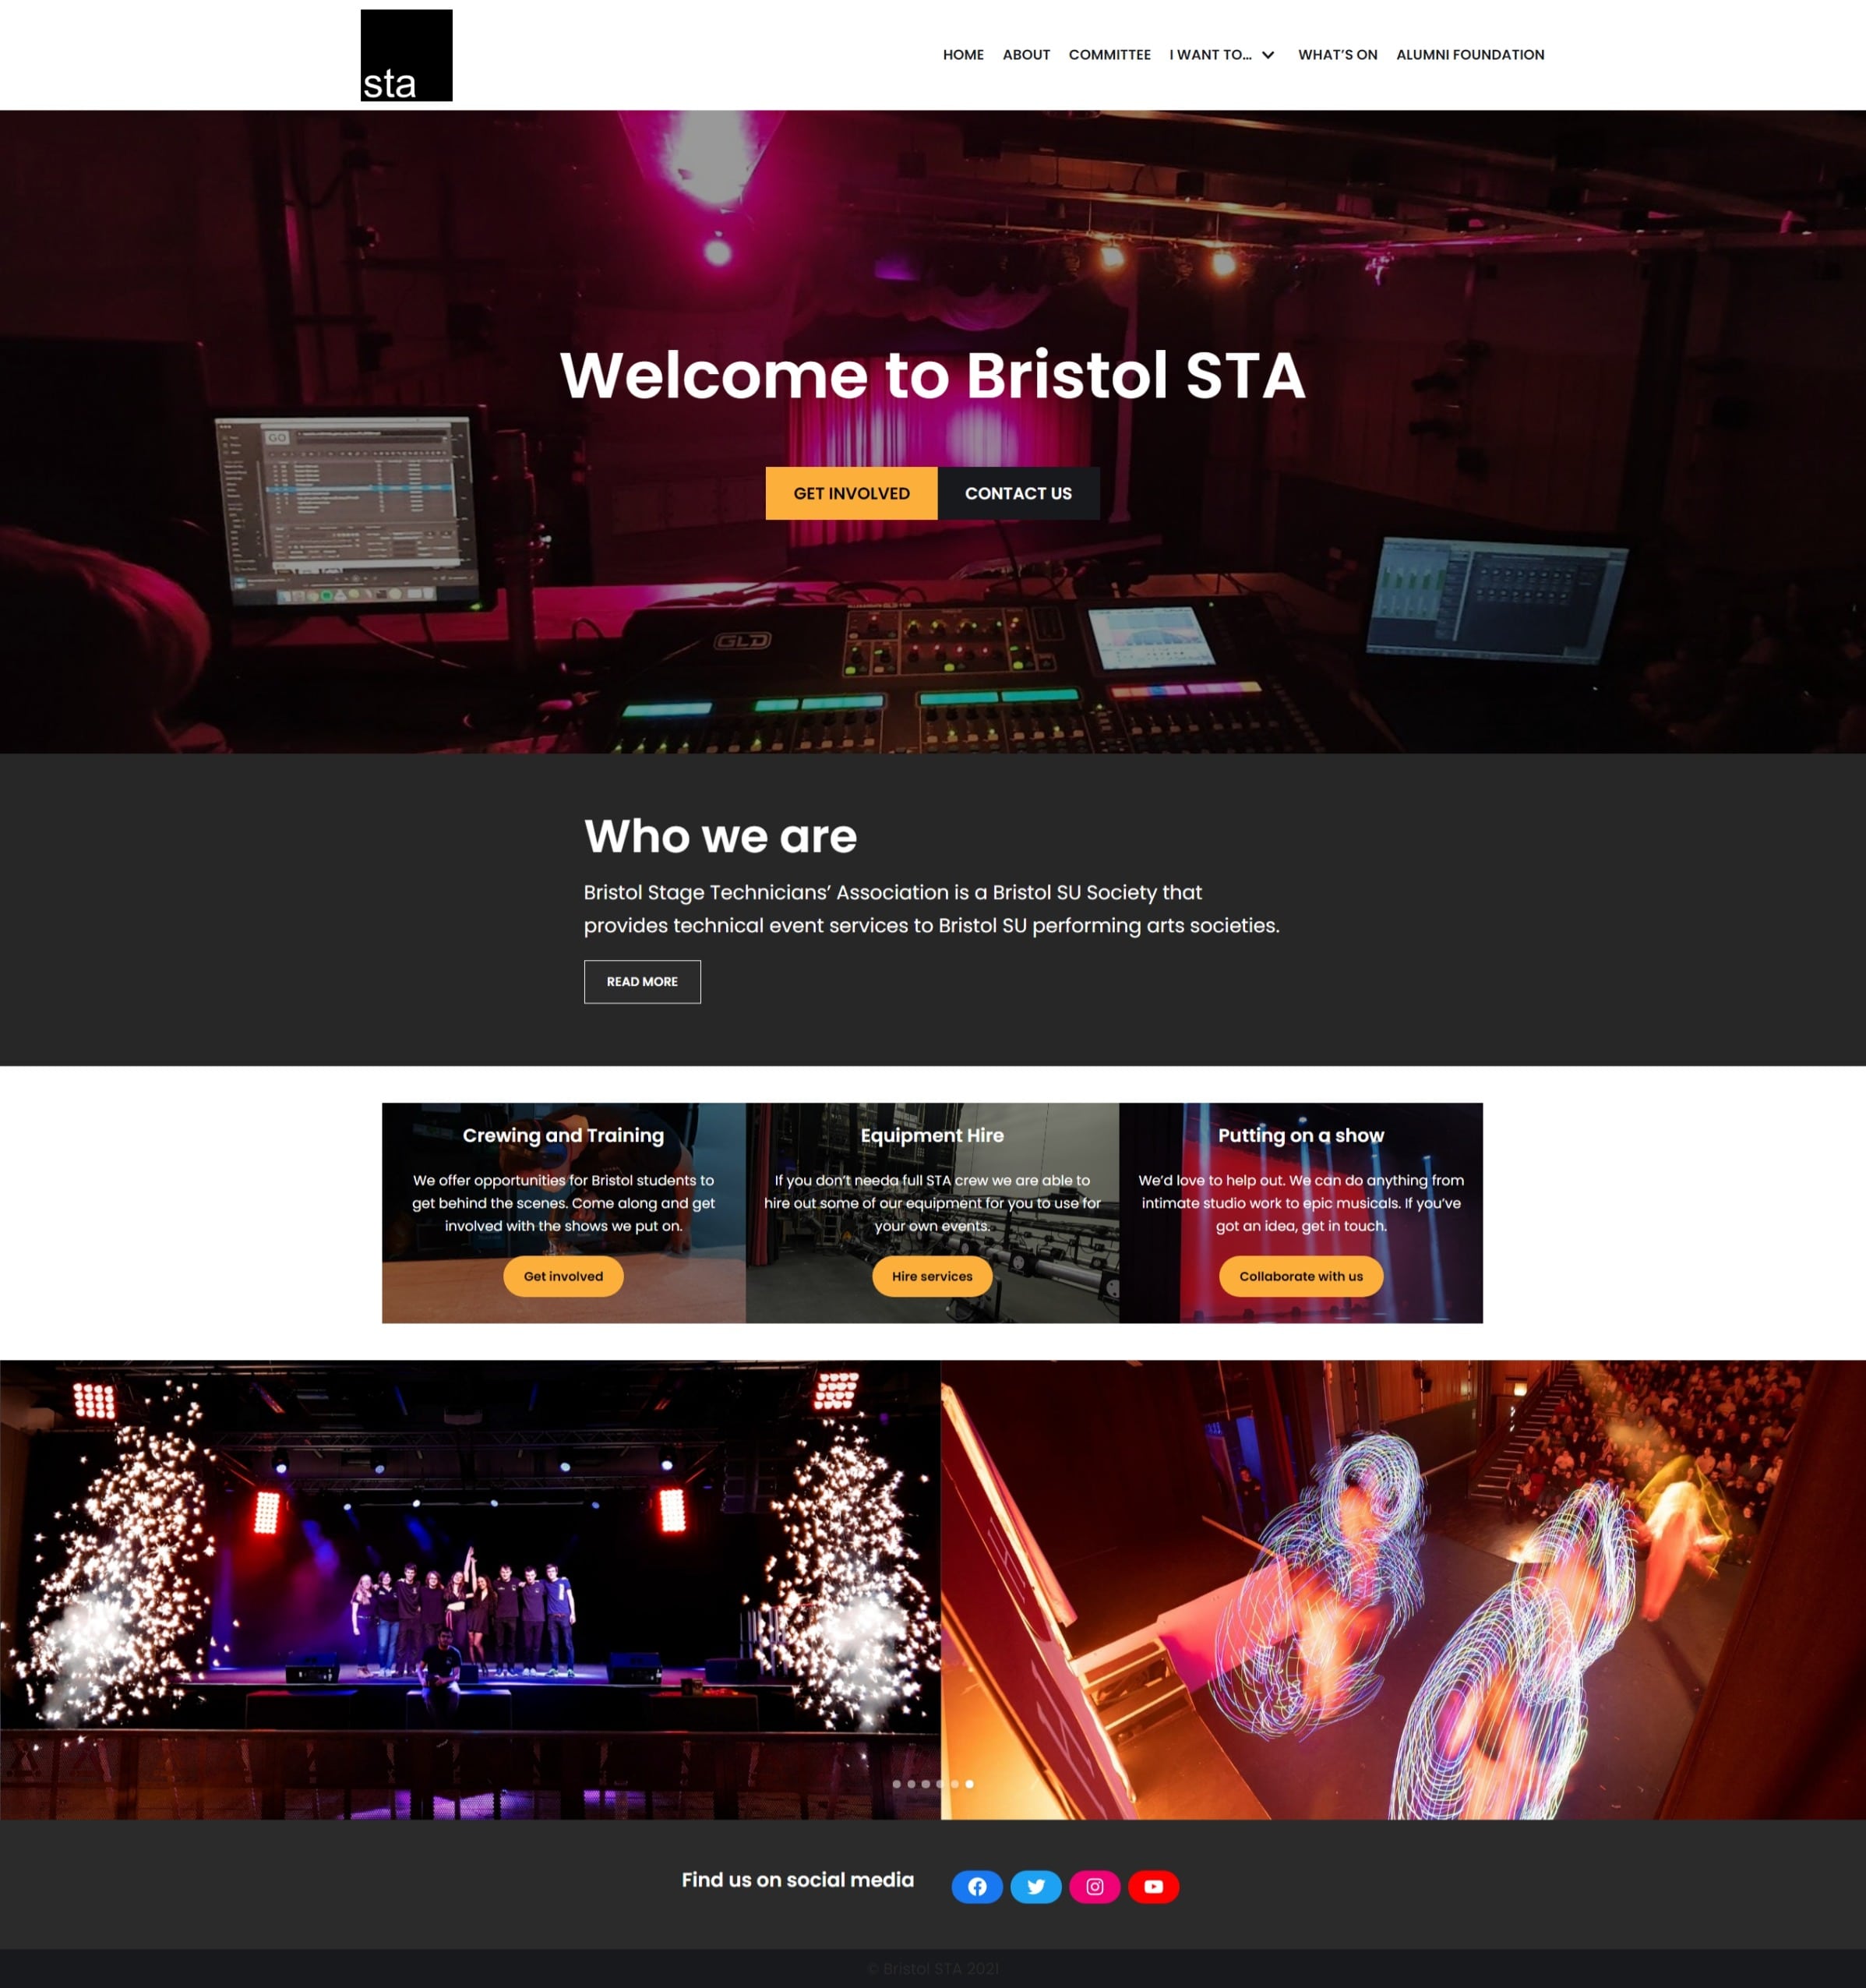 sta
HOME ABOUT COMMITTEE I WANT TO... WHAT'S ON ALUMNI FOUNDATION
Welcome to Bristol STA
GET INVOLVED CONTACT US
GO
GLD
Who we are
Bristol Stage Technicians' Association is a Bristol SU Society that
provides technical event services to Bristol SU performing arts societies.
READ MORE
Crewing and Training
We offer opportunities for Bristol students to
get behind the scenes. Come along and get
involved with the shows we put on.
Get involved
Equipment Hire
If you don't needa full STA crew we are able to
hire out some of our equipment for you to use for
your own events.
Hire services
Putting on a show
We'd love to help out. We can do anything from
intimate studio work to epic musicals. If you've
got an idea, get in touch.
Collaborate with us
Find us on social media
© Bristol STA 2021